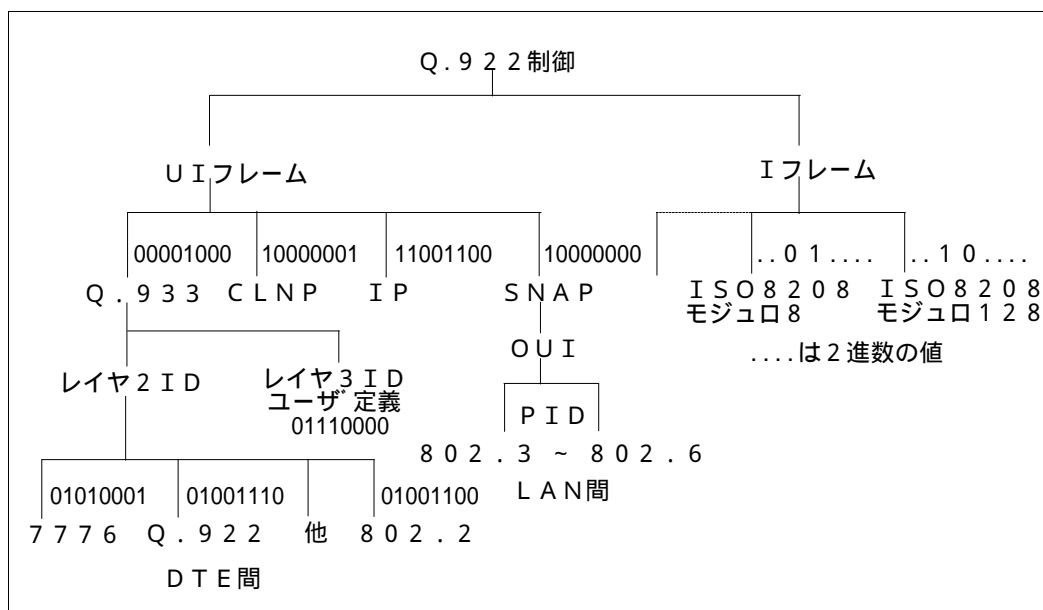 Q.922制御
UIフレーム
Iフレーム
00001000
10000001
11001100
10000000
..01....
..10....
Q.933
CLNP
IP
SNAP
ISO8208
モジュロ8
ISO8208
モジュロ128
....は2進数の値
OUI
レイヤ2ID
レイヤ3ID
ユーザ定義
01110000
PID
802.3 ~ 802.6
LAN間
01010001
01001110
01001100
7776
Q.922
他
802.2
DTE間